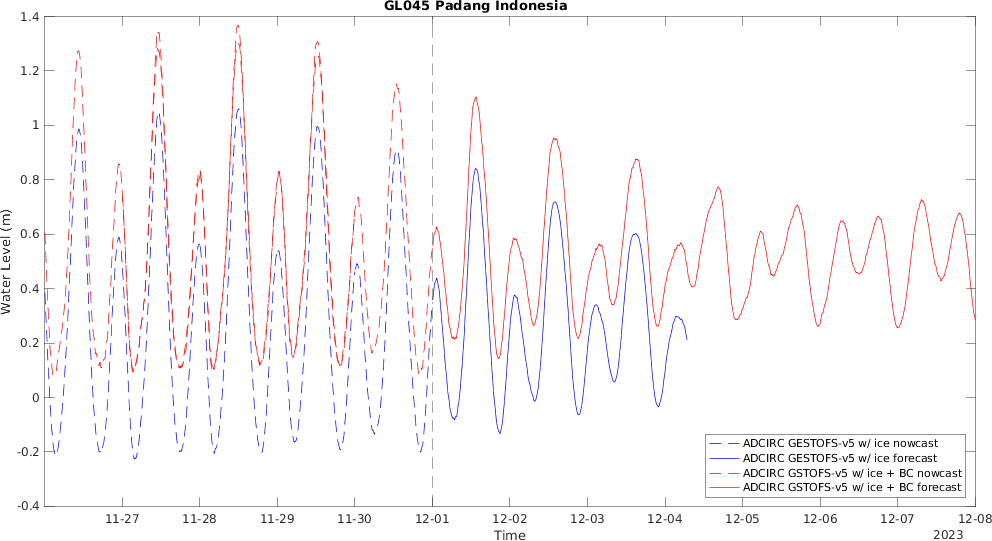 GL045 Padang Indonesia
Water Level (m)
1.4
1.2
1
0.8
0.6
0.4
0.2
0
-0.2
-0.4
ADCIRC GESTOFS-v5 w/ ice nowcast
ADCIRC GESTOFS-v5 w/ ice forecast
ADCIRC GSTOFS-v5 w/ ice + BC nowcast
ADCIRC GSTOFS-v5 w/ ice + BC forecast
11-27 11-28 11-29 11-30 12-01 12-02 12-03 12-04 12-05 12-06 12-07 12-08
2023
Time